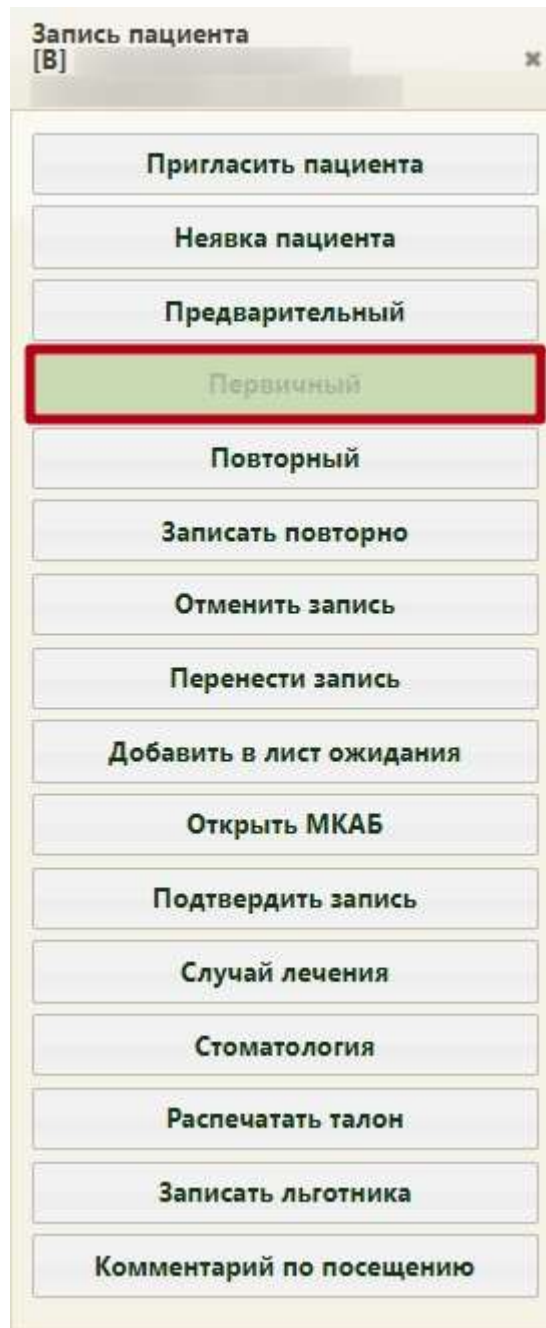 Запись пациента
[В]
Пригласить пациента
Неявка пациента
Предварительный
Первичный
Повторный
Записать повторно
Отменить запись
Перенести запись
Добавить в лист ожидания
Открыть МКАБ
Подтвердить запись
Случай лечения
Стоматология
Распечатать талон
Записать льготника
Комментарий по посещению